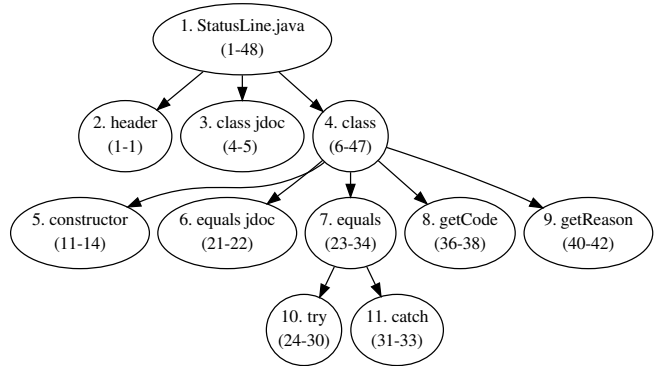 1. StatusLine.java
(1-48)
2. header
(1-1)
3. class jdoc
(4-5)
4. class
(6-47)
5. constructor
(11-14)
6. equals jdoc
(21-22)
7. equals
(23-34)
8. getCode
(36-38)
9. getReason
(40-42)
10. try
(24-30)
11. catch
(31-33)